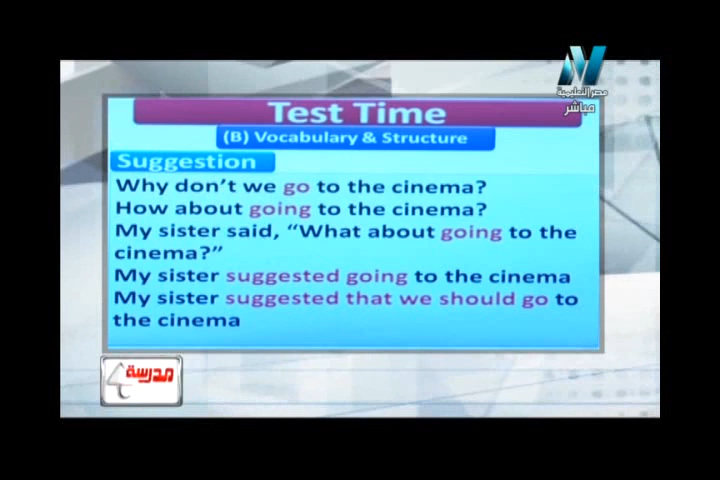 مصر التعليمية
مباشر
Test Time
(B) Vocabulary & Structure
Suggestion
Why don't we go to the cinema?
How about going to the cinema?
My sister said, “What about going to the
cinema?”
My sister suggested going to the cinema
My sister suggested that we should go to
the cinema
مدرسة